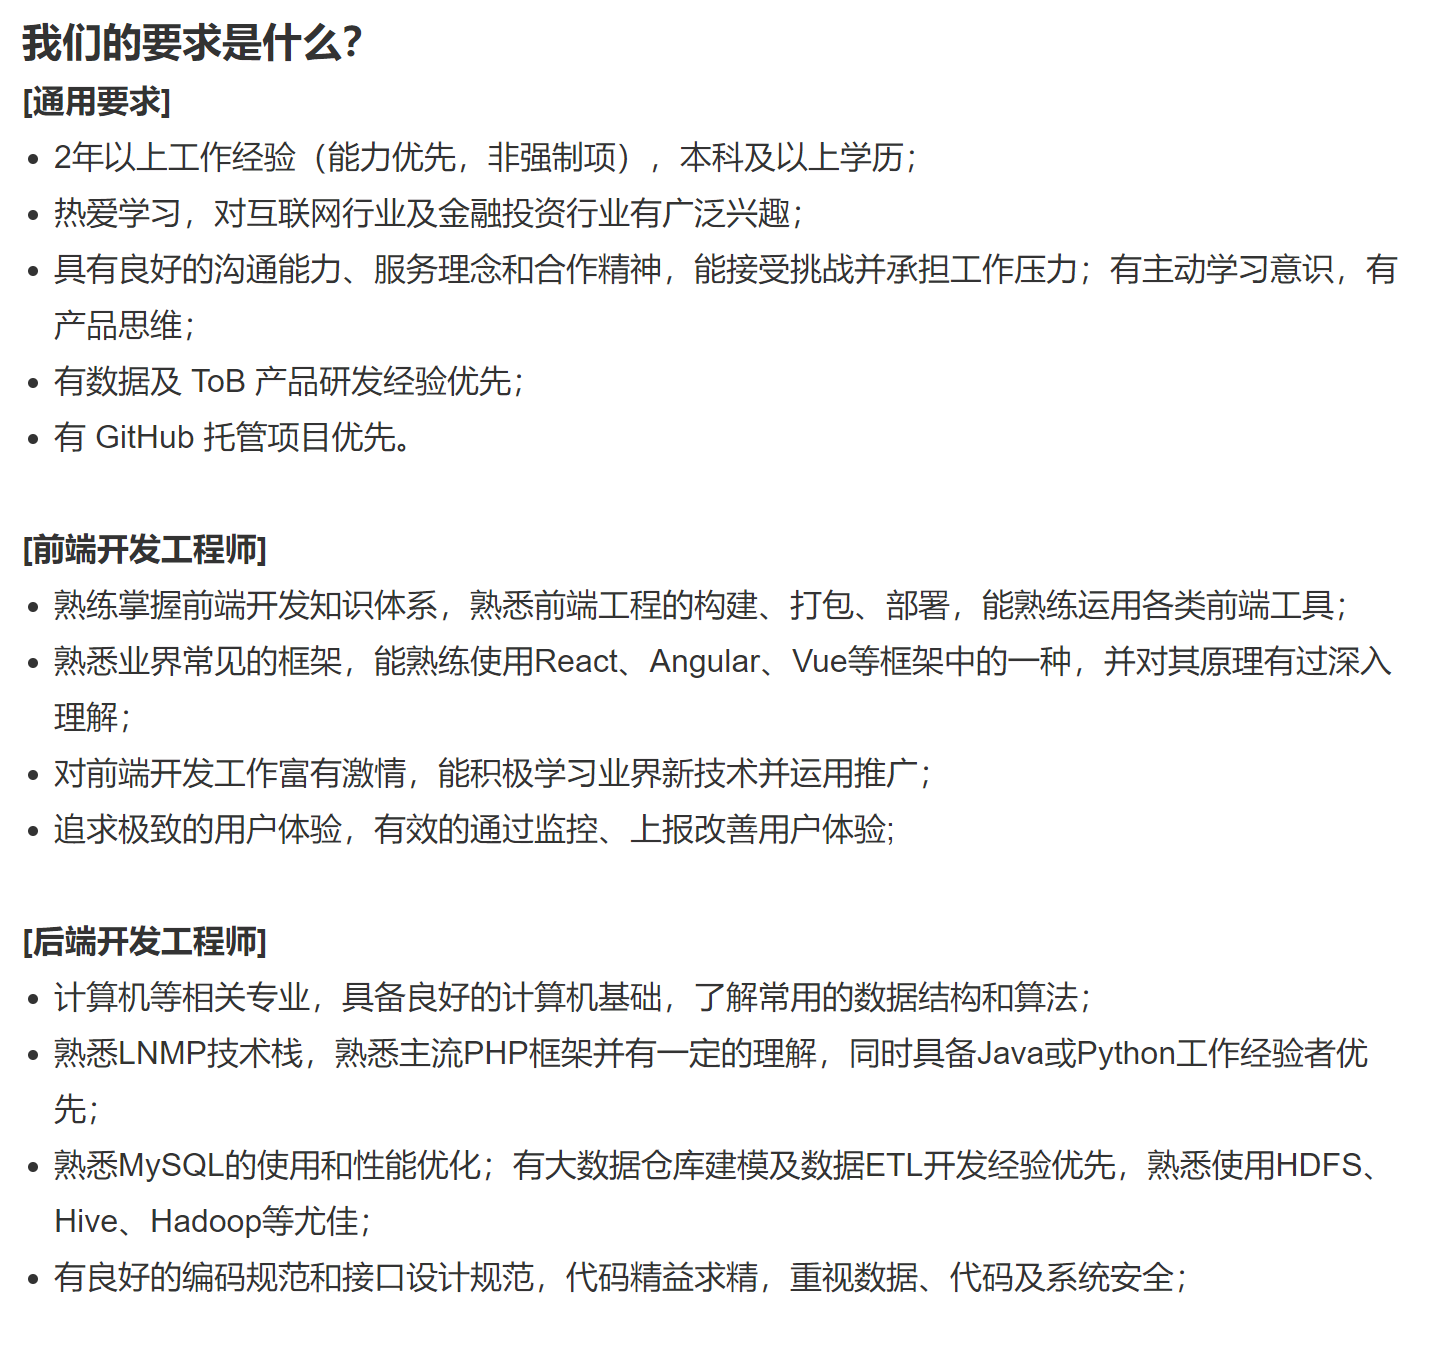 我们的要求是什么？
[通用要求]
• 2年以上工作经验（能力优先，非强制项），本科及以上学历；
• 热爱学习，对互联网行业及金融投资行业有广泛兴趣；
• 具有良好的沟通能力、服务理念和合作精神，能接受挑战并承担工作压力；有主动学习意识，有
产品思维；
• 有数据及 ToB 产品研发经验优先；
• 有 GitHub 托管项目优先。
[前端开发工程师]
• 熟练掌握前端开发知识体系，熟悉前端工程的构建、打包、部署，能熟练运用各类前端工具；
• 熟悉业界常见的框架，能熟练使用React、Angular、Vue等框架中的一种，并对其原理有过深入
理解；
• 对前端开发工作富有激情，能积极学习业界新技术并运用推广；
• 追求极致的用户体验，有效的通过监控、上报改善用户体验;
[后端开发工程师]
• 计算机等相关专业，具备良好的计算机基础，了解常用的数据结构和算法；
• 熟悉LNMP技术栈，熟悉主流PHP框架并有一定的理解，同时具备Java或Python工作经验者优
先；
• 熟悉MySQL的使用和性能优化；有大数据仓库建模及数据ETL开发经验优先，熟悉使用HDFS、
Hive、Hadoop等尤佳；
• 有良好的编码规范和接口设计规范，代码精益求精，重视数据、代码及系统安全；